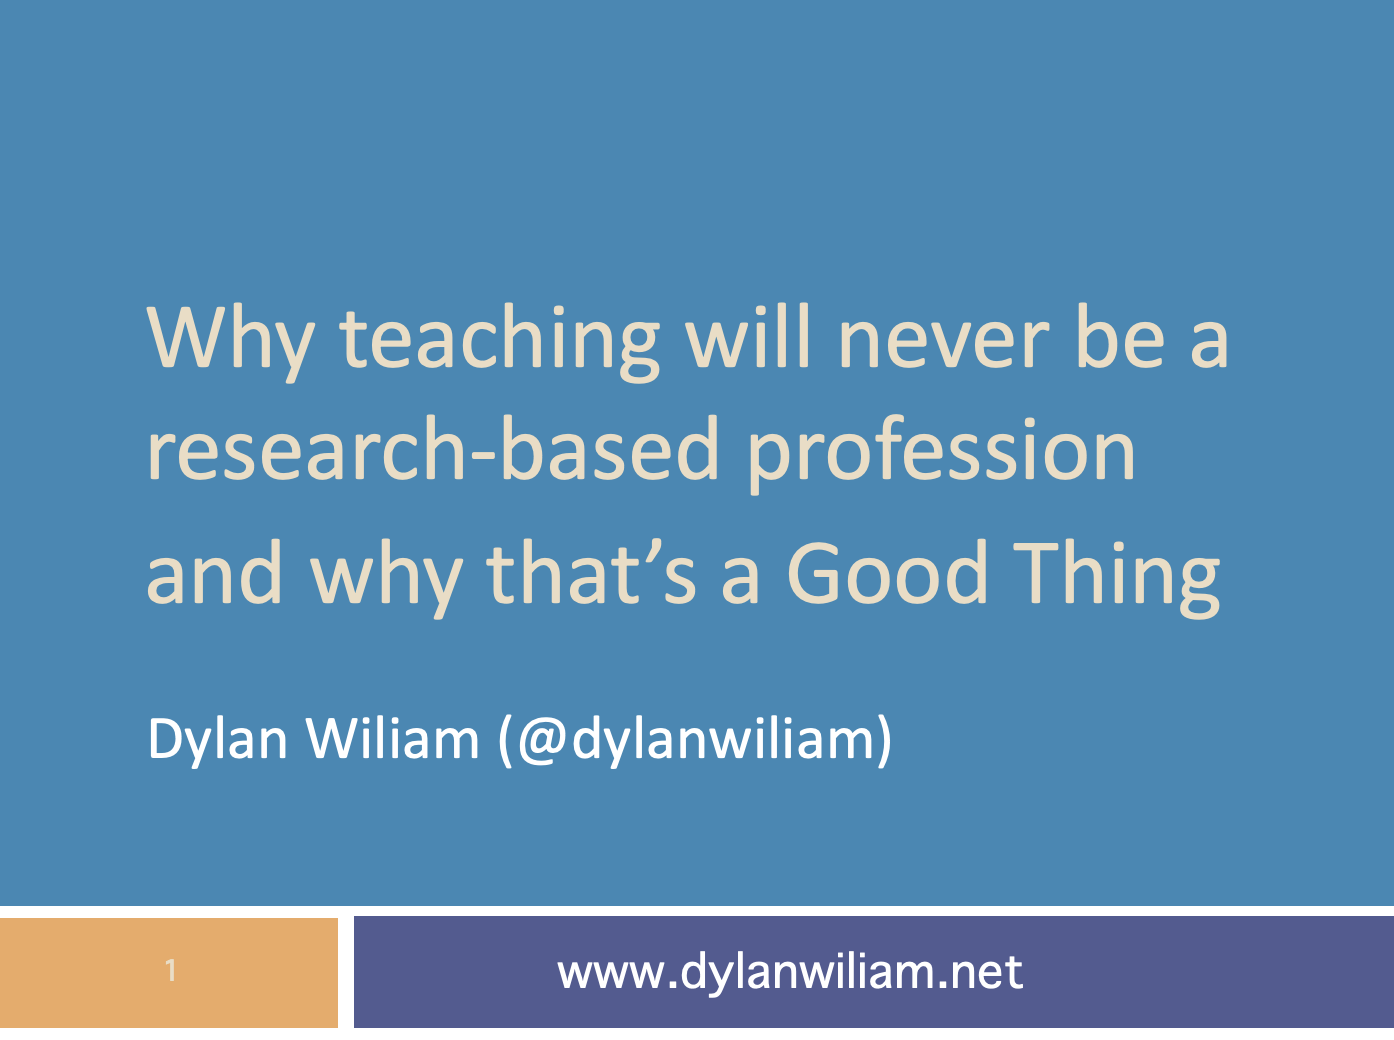 Why teaching will never be a
research-based profession
and why that’s a Good Thing
Dylan Wiliam (@dylanwiliam)
1
www.dylanwiliam.net